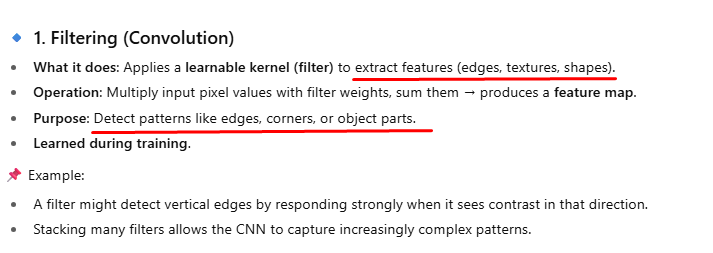 1. Filtering (Convolution)
• What it does: Applies a learnable kernel (filter) to extract features (edges, textures, shapes).
• Operation: Multiply input pixel values with filter weights, sum them → produces a feature map.
• Purpose: Detect patterns like edges, corners, or object parts.
• Learned during training.
Example:
• A filter might detect vertical edges by responding strongly when it sees contrast in that direction.
• Stacking many filters allows the CNN to capture increasingly complex patterns.